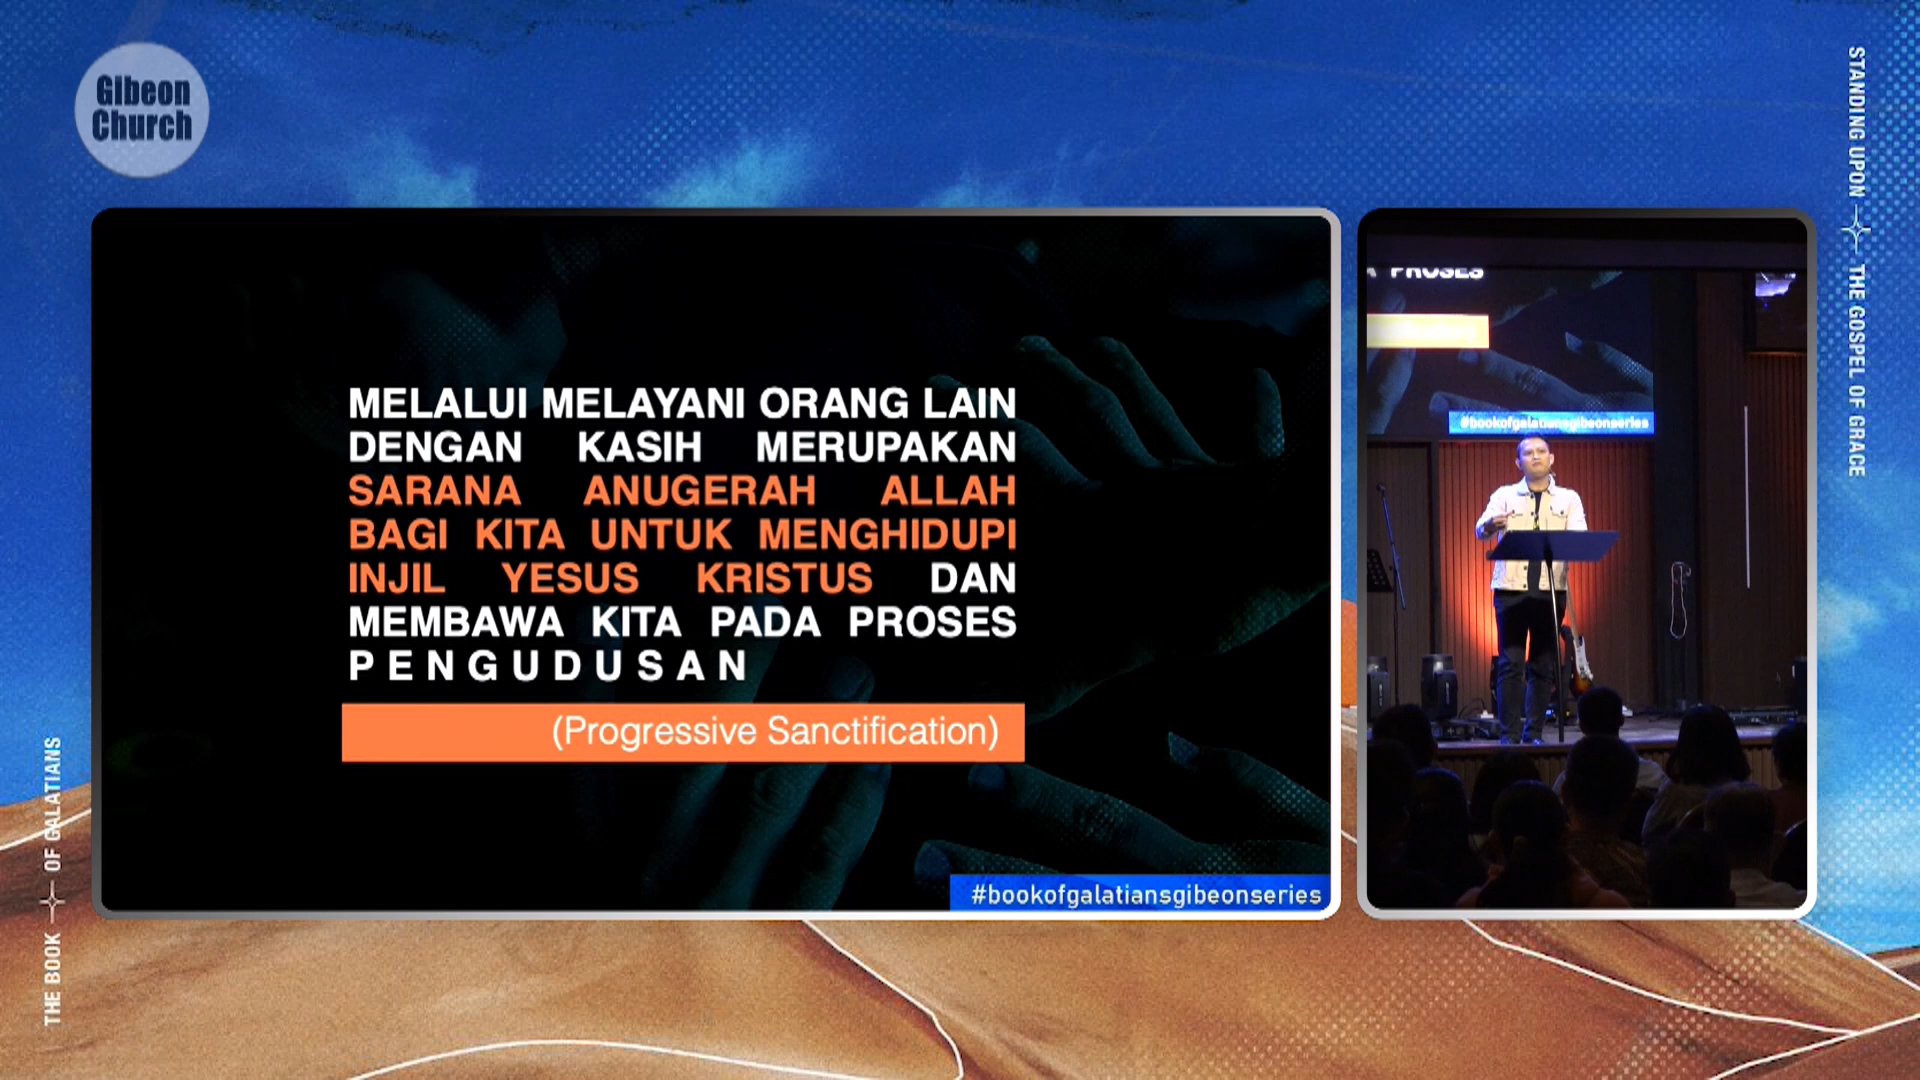 Gibeon
Church
STANDING UPON THE GOSPEL OF GRACE
MELALUI MELAYANI ORANG LAIN
DENGAN KASIH MERUPAKAN
SARANA ANUGERAH ALLAH
BAGI KITA UNTUK MENGHIDUPI
INJIL YESUS KRISTUS DAN
MEMBAWA KITA PADA PROSES
PENGUDUSAN
(Progressive Sanctification)
#bookofgalatiansgibeonseries
PROSES
#bookofgalatiansgibeonseries
THE BOOK OF GALATIANS